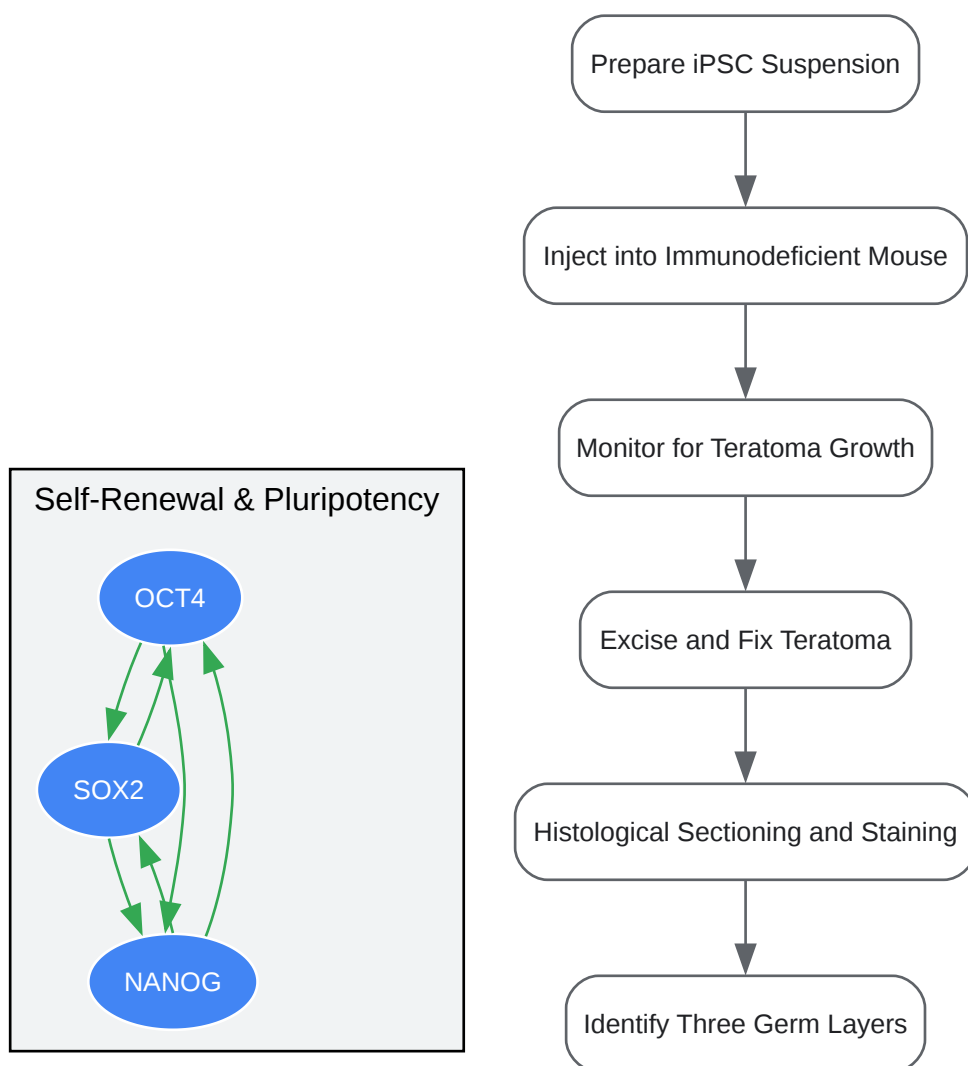 Prepare iPSC Suspension
Inject into Immunodeficient Mouse
Monitor for Teratoma Growth
Excise and Fix Teratoma
Histological Sectioning and Staining
Identify Three Germ Layers
Self-Renewal & Pluripotency
OCT4
SOX2
NANOG